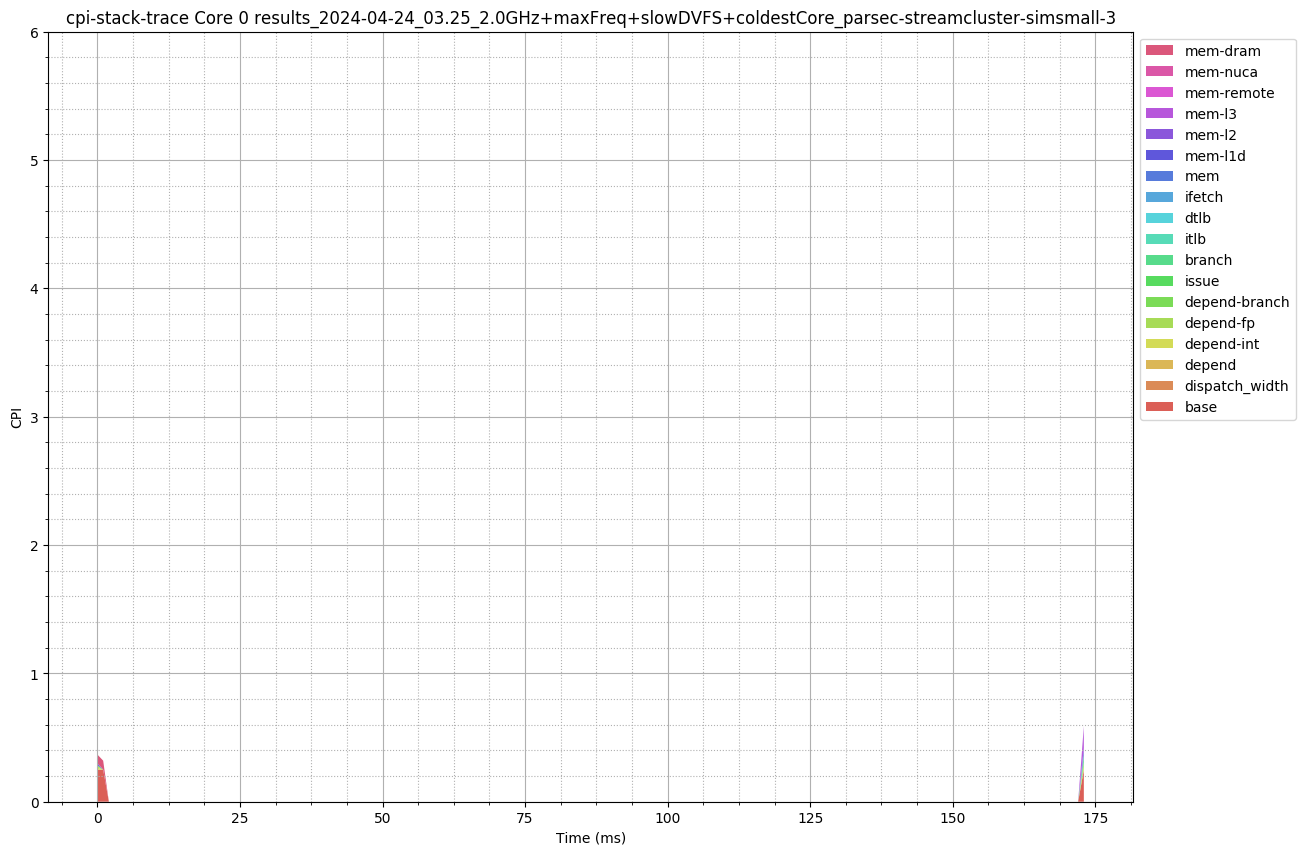 cpi-stack-trace Core 0 results_2024-04-24_03.25_2.0GHz+maxFreq+slowDVFS+coldestCore_parsec-streamcluster-simsmall-3
6
5
4
3
2
1
0
CPI
0 25 50 75 100 125 150 175
Time (ms)
mem-dram
mem-nuca
mem-remote
mem-l3
mem-l2
mem-l1d
mem
ifetch
dtlb
itlb
branch
issue
depend-branch
depend-fp
depend-int
depend
dispatch_width
base